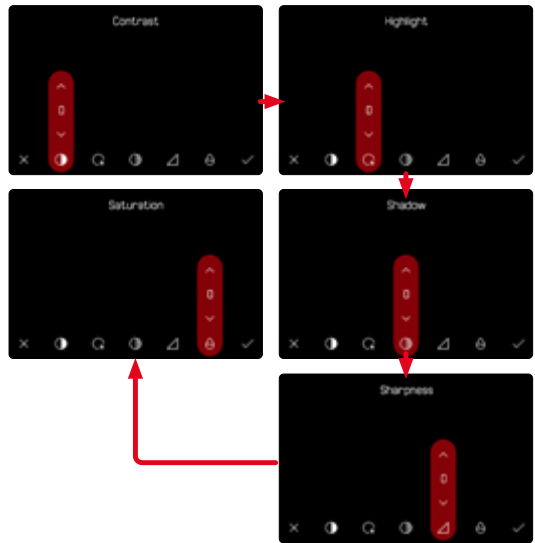 Contrast
0
Highlight
0
Shadow
0
Sharpness
0
Saturation
0